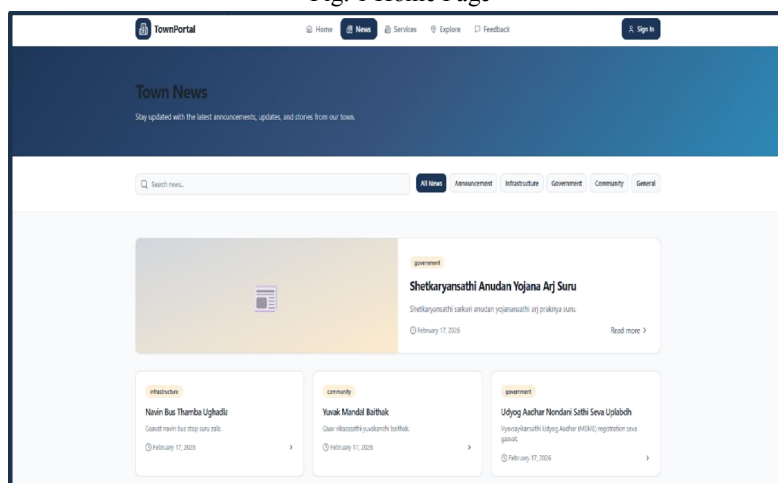 Fig. 1 Home Page
TownPortal
Home News Services Explore Feedback
Sign In
Town News
Stay updated with the latest announcements, updates, and stories from our town.
Search news...
All News Announcement Infrastructure Government Community General
government
Shetkaryansathi Anudan Yojana Arj Suru
Shetkaryansathi sarkari anudan yojanansathi arj prakriya suru.
February 17, 2026 Read more
infrastructure
Navin Bus Thamba Ughadla
Gaavat navin bus stop suru zala.
February 17, 2026
community
Yuvak Mandal Baithak
Gaav vikasasathi yuvakanchi baithak.
February 17, 2026
government
Udyog Aadhar Nondani Sathi Seva Uplabdh
Vyavsayikansathi Udyog Aadhar (MSME) registration seva
gaavat.
February 17, 2026